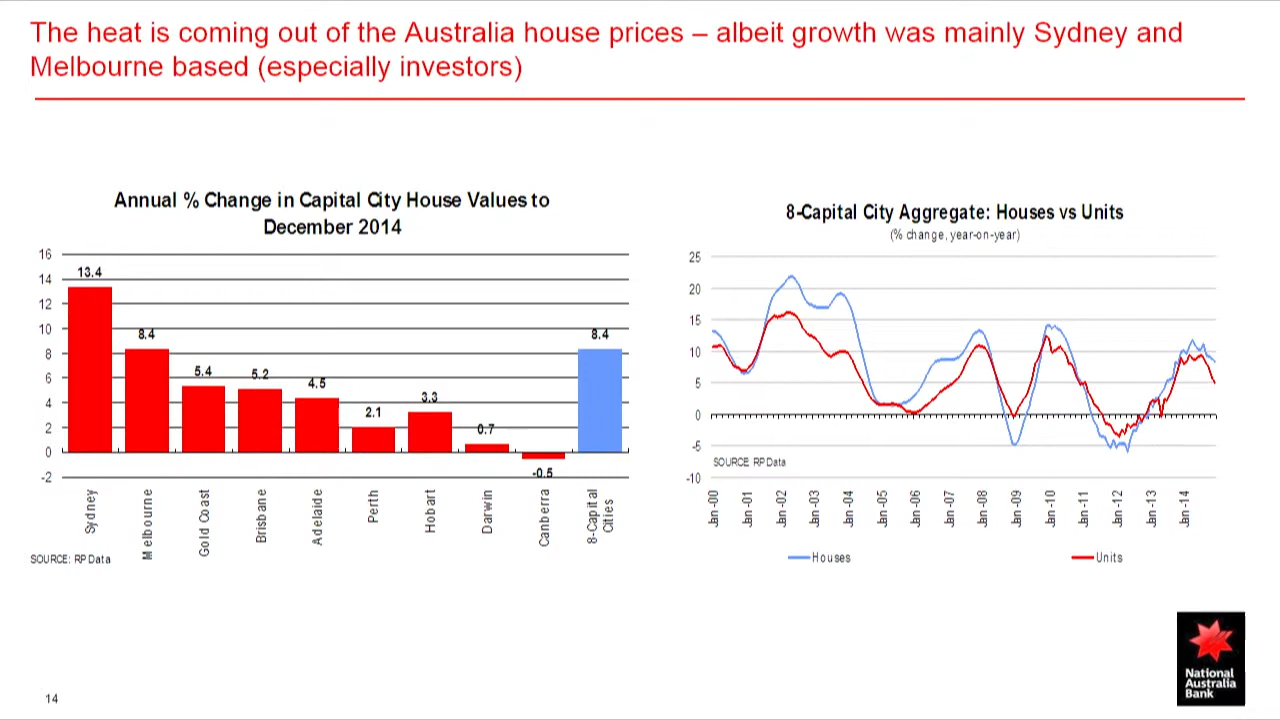 The heat is coming out of the Australia house prices – albeit growth was mainly Sydney and
Melbourne based (especially investors)
Annual % Change in Capital City House Values to
December 2014
16
14
12
10
8
6
4
2
0
-2
13.4
8.4
5.4
5.2
4.5
2.1
3.3
0.7
-0.5
8.4
Sydney
Melbourne
Gold Coast
Brisbane
Adelaide
Perth
Hobart
Darwin
Canberra
8-Capital
Cities
SOURCE: RP Data
8-Capital City Aggregate: Houses vs Units
(% change, year-on-year)
25
20
15
10
5
0
-5
-10
SOURCE: RP Data
Jan-00
Jan-01
Jan-02
Jan-03
Jan-04
Jan-05
Jan-06
Jan-07
Jan-08
Jan-09
Jan-10
Jan-11
Jan-12
Jan-13
Jan-14
Houses
Units
National
Australia
Bank
14